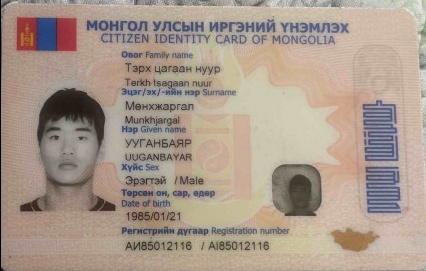 МОНГОЛ УЛСЫН ИРГЭНИЙ ҮНЭМЛЭХ
CITIZEN IDENTITY CARD OF MONGOLIA
Овог Family name
Тэрх цагаан нуур
Terkh tsagaan nuur
Эцэг/эх/-ийн нэр Surname
Мөнхжаргал
Munkhjargal
Нэр Given name
УУГАНБАЯР
UUGANBAYAR
Хүйс Sex
Эрэгтэй / Male
Төрсөн он, сар, өдөр
Date of birth
1985/01/21
Регистрийн дугаар Registration number
АИ85012116 / AI85012116